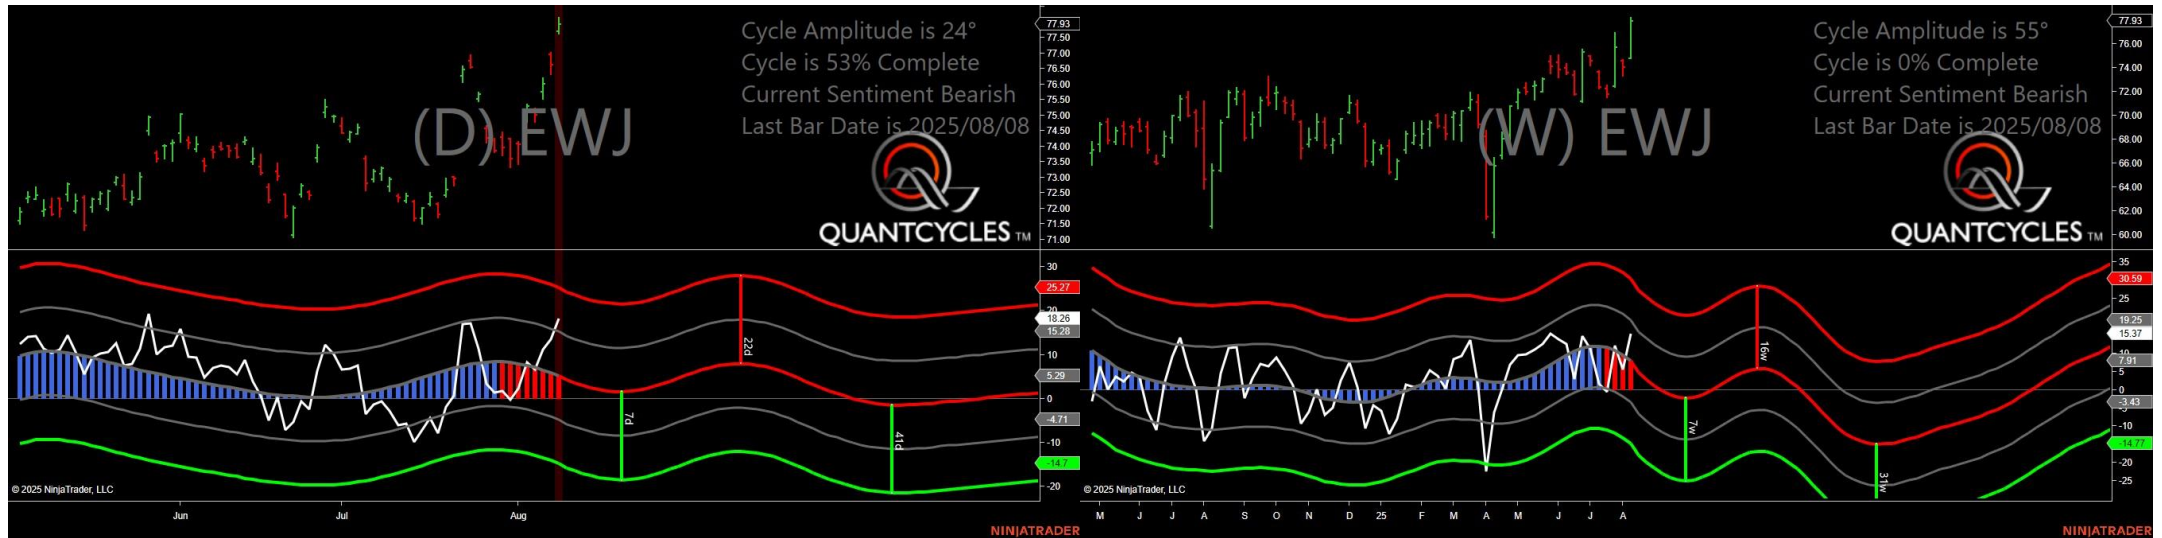 Cycle Amplitude is 24°
Cycle is 53% Complete
Current Sentiment Bearish
Last Bar Date is 2025/08/08
(D) EWJ
QUANTCYCLES TM
77.93
77.50
77.00
76.50
76.00
75.50
75.00
74.50
74.00
73.50
73.00
72.50
72.00
71.50
71.00
30
25.27
18.26
15.28
10
5.29
0
-4.71
-10
-14.7
-20
22d
7d
41d
© 2025 NinjaTrader, LLC
Jun Jul Aug
NINJATRADER
Cycle Amplitude is 55°
Cycle is 0% Complete
Current Sentiment Bearish
Last Bar Date is 2025/08/08
(W) EWJ
QUANTCYCLES TM
77.93
76.00
74.00
72.00
70.00
68.00
66.00
64.00
62.00
60.00
35
30.59
25
19.25
15.37
7.91
5
0
-3.43
-10
-14.77
-20
-25
16w
7w
31w
© 2025 NinjaTrader, LLC
M J J A S O N D 25 F M A M J J A
NINJATRADER